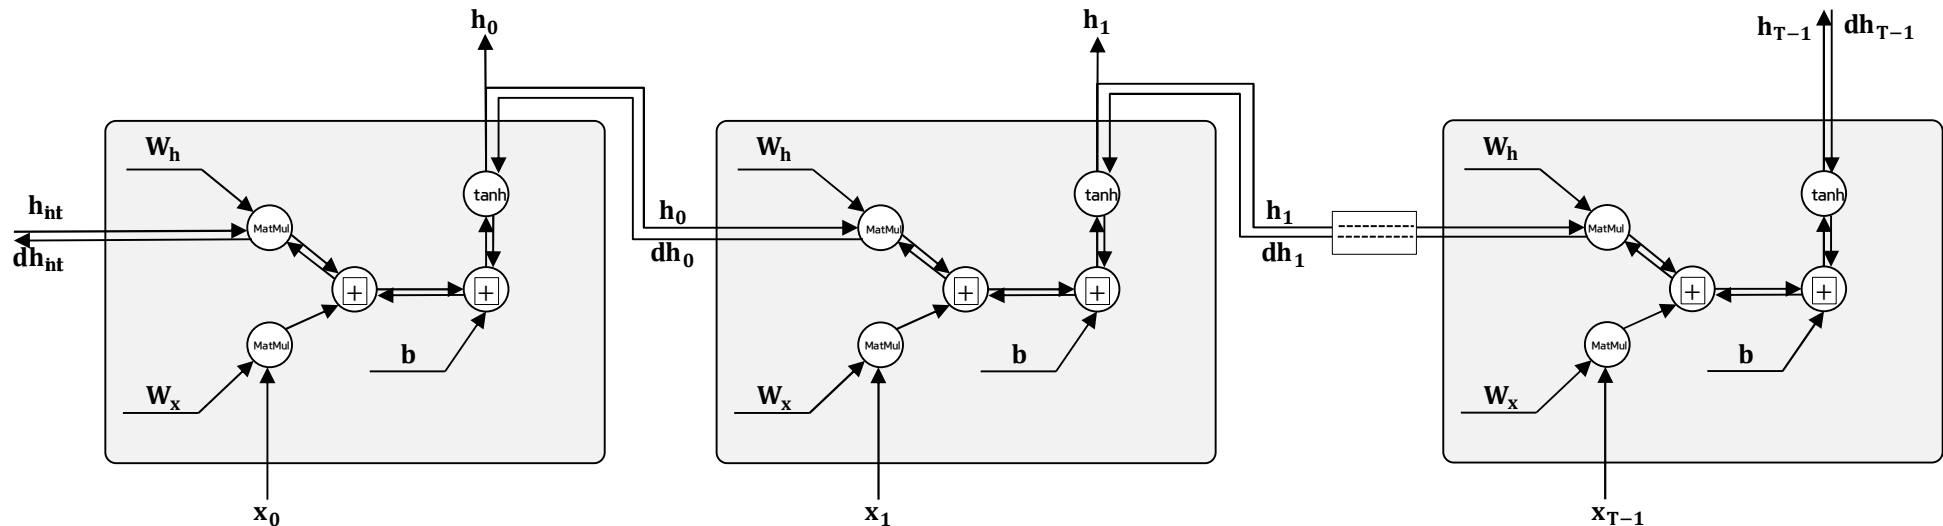 h₀
h₁
hT−1 dhT−1
Wh
Wh
Wh
tanh
tanh
tanh
hint
MatMul
h₀
MatMul
h₁
MatMul
dhint
dh₀
dh₁
+ +
+ +
+ +
MatMul
b
MatMul
b
MatMul
b
Wx
Wx
Wx
x₀
x₁
xT−1